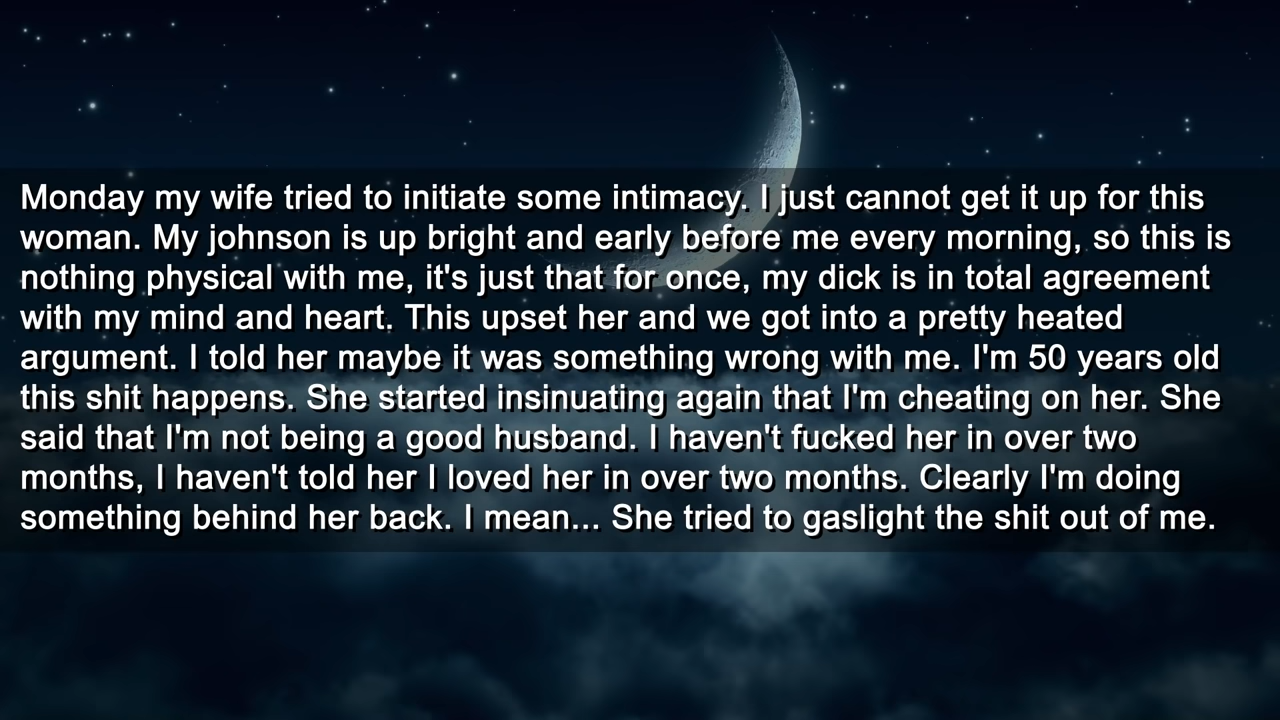 Monday my wife tried to initiate some intimacy. I just cannot get it up for this
woman. My johnson is up bright and early before me every morning, so this is
nothing physical with me, it's just that for once, my dick is in total agreement
with my mind and heart. This upset her and we got into a pretty heated
argument. I told her maybe it was something wrong with me. I'm 50 years old
this shit happens. She started insinuating again that I'm cheating on her. She
said that I'm not being a good husband. I haven't fucked her in over two
months, I haven't told her I loved her in over two months. Clearly I'm doing
something behind her back. I mean... She tried to gaslight the shit out of me.